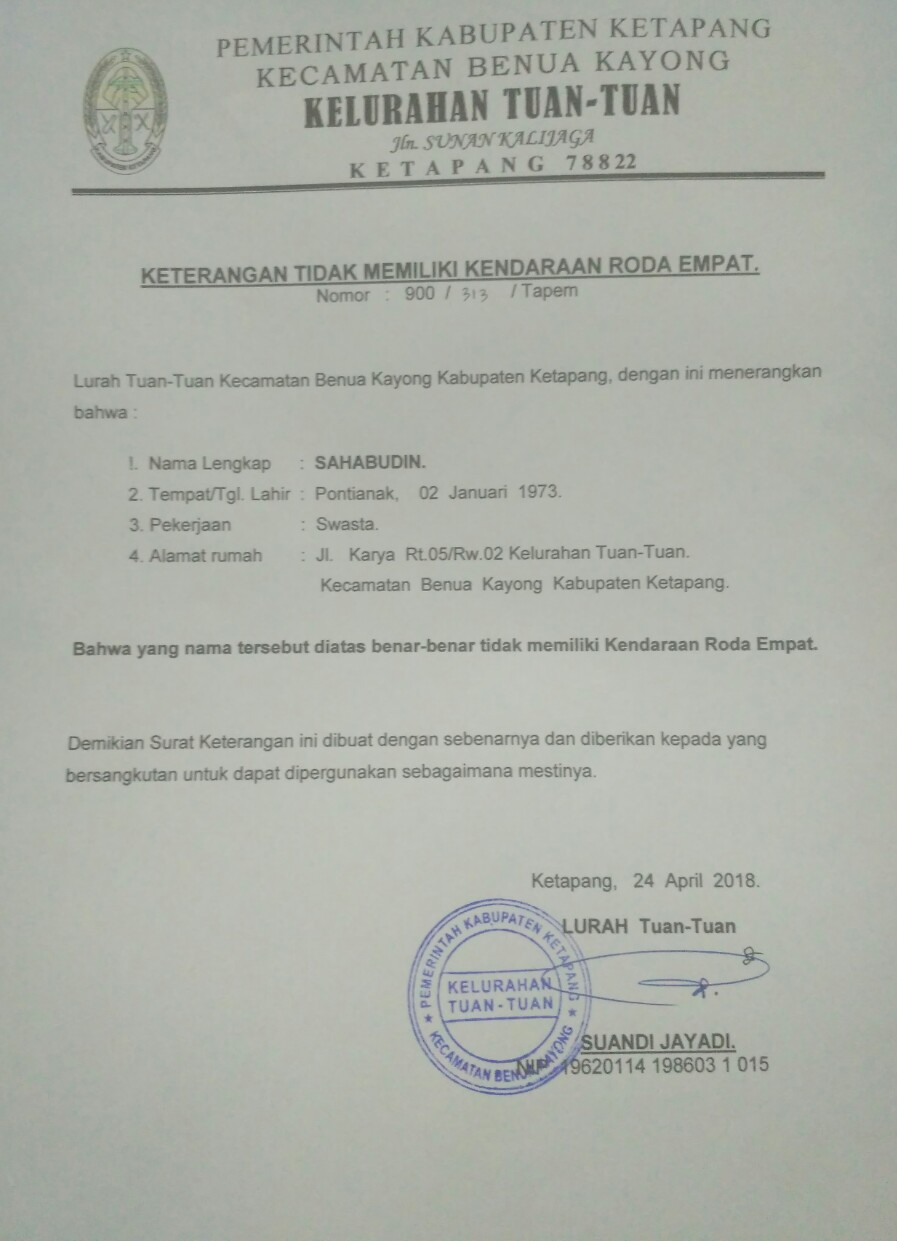 PEMERINTAH KABUPATEN KETAPANG
KECAMATAN BENUA KAYONG
KELURAHAN TUAN-TUAN
Jln. SUNAN KALIJAGA
KETAPANG 78822
KETERANGAN TIDAK MEMILIKI KENDARAAN RODA EMPAT.
Nomor : 900 / 313 / Tapem
Lurah Tuan-Tuan Kecamatan Benua Kayong Kabupaten Ketapang, dengan ini menerangkan
bahwa :
1. Nama Lengkap : SAHABUDIN.
2. Tempat/Tgl. Lahir : Pontianak, 02 Januari 1973.
3. Pekerjaan : Swasta.
4. Alamat rumah : Jl. Karya Rt.05/Rw.02 Kelurahan Tuan-Tuan.
Kecamatan Benua Kayong Kabupaten Ketapang.
Bahwa yang nama tersebut diatas benar-benar tidak memiliki Kendaraan Roda Empat.
Demikian Surat Keterangan ini dibuat dengan sebenarnya dan diberikan kepada yang
bersangkutan untuk dapat dipergunakan sebagaimana mestinya.
Ketapang, 24 April 2018.
LURAH Tuan-Tuan
PEMERINTAH KABUPATEN KETAPANG
KELURAHAN
TUAN-TUAN
KECAMATAN BENUA KAYONG
SUANDI JAYADI.
NIP 19620114 198603 1 015